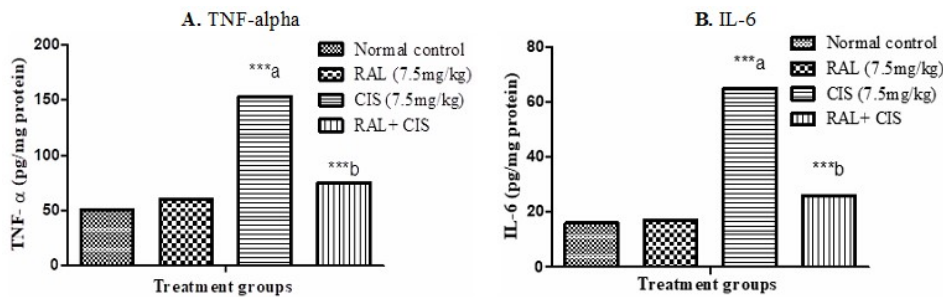 A. TNF-alpha
TNF- α (pg/mg protein)
200
150
100
50
0
***a
***b
Normal control
RAL (7.5mg/kg)
CIS (7.5mg/kg)
RAL+ CIS
Treatment groups
B. IL-6
IL-6 (pg/mg protein)
80
60
40
20
0
***a
***b
Normal control
RAL (7.5mg/kg)
CIS (7.5mg/kg)
RAL+ CIS
Treatment groups